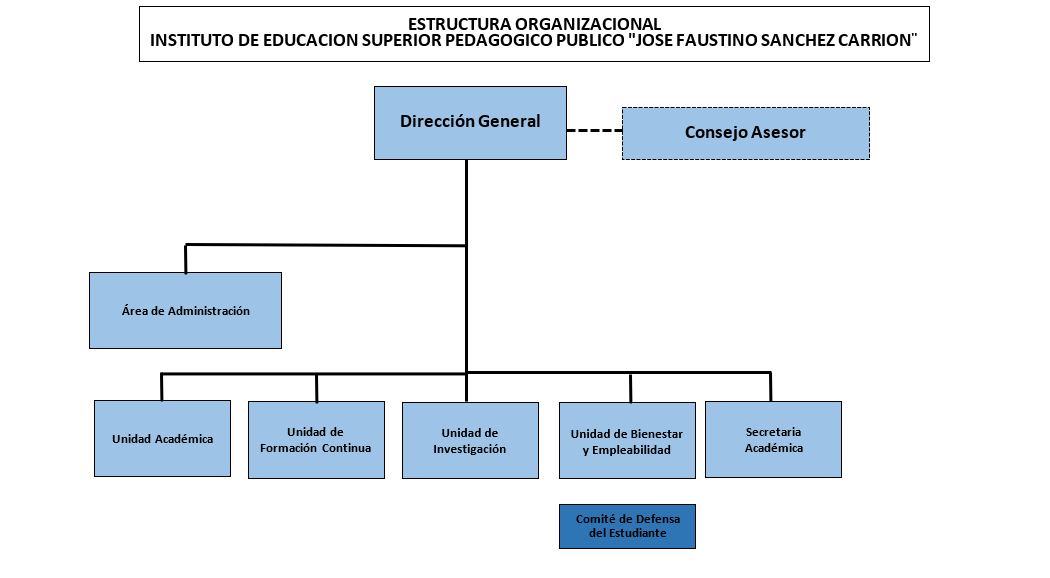 ESTRUCTURA ORGANIZACIONAL
INSTITUTO DE EDUCACION SUPERIOR PEDAGOGICO PUBLICO "JOSE FAUSTINO SANCHEZ CARRION¨
Dirección General
Consejo Asesor
Área de Administración
Unidad Académica
Unidad de
Formación Continua
Unidad de
Investigación
Unidad de Bienestar
y Empleabilidad
Secretaria
Académica
Comité de Defensa
del Estudiante